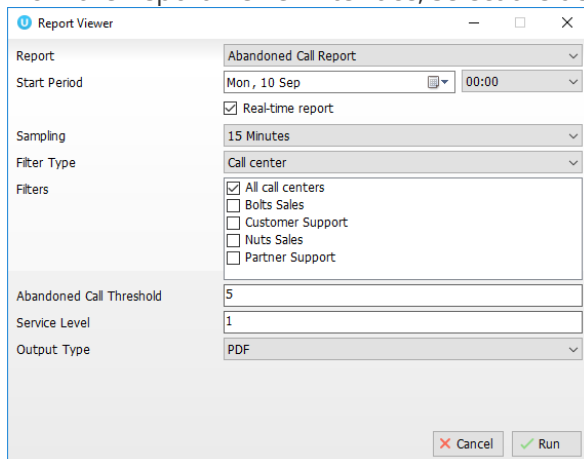 Report Viewer
Report Abandoned Call Report
Start Period Mon, 10 Sep 00:00
Real-time report
Sampling 15 Minutes
Filter Type Call center
Filters All call centers
Bolts Sales
Customer Support
Nuts Sales
Partner Support
Abandoned Call Threshold 5
Service Level 1
Output Type PDF
Cancel Run